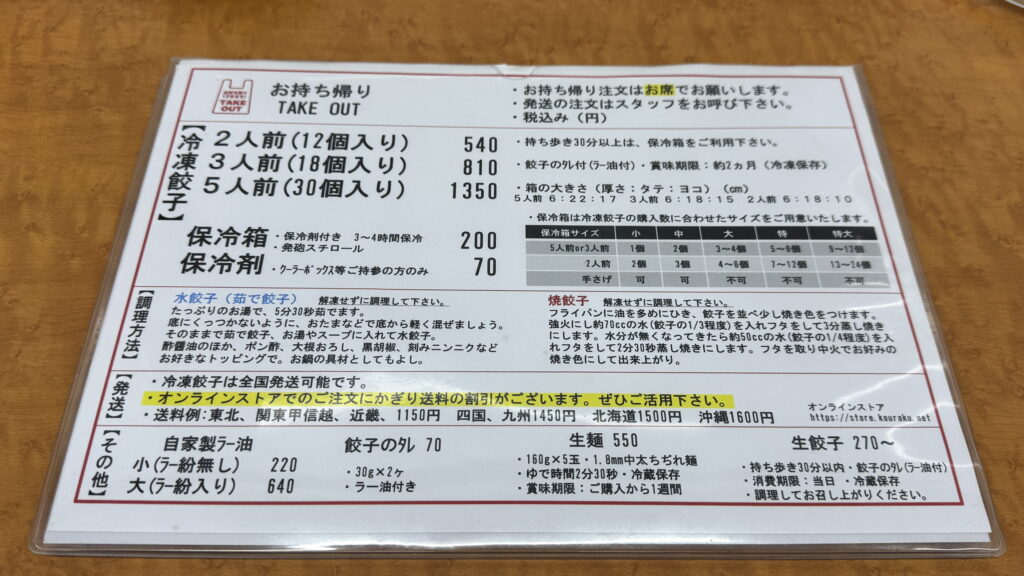 TAKE OUT
お持ち帰り
TAKE OUT
・お持ち帰り注文はお席でお願いします。
・発送の注文はスタッフをお呼び下さい。
・税込み（円）
【冷凍餃子】
２人前(12個入り) 540
３人前(18個入り) 810
５人前(30個入り) 1350
・持ち歩き30分以上は、保冷箱をご利用下さい。
・餃子のﾀﾚ付(ﾗｰ油付)・賞味期限：約2ヵ月（冷凍保存）
・箱の大きさ（厚さ：タテ：ヨコ）（cm）
5人前 6：22：17 3人前 6：18：15 2人前 6：18：10
保冷箱 ・保冷剤付き 3～4時間保冷 200
・発砲スチロール
保冷剤 ・ｸｰﾗｰﾎﾞｯｸｽ等ご持参の方のみ 70
・保冷箱は冷凍餃子の購入数に合わせたサイズをご用意いたします。
保冷箱サイズ 小 中 大 特 特大
5人前or3人前 1個 2個 3～4個 5～8個 9～12個
2人前 2個 3個 4～6個 7～12個 13～24個
手さげ 可 可 不可 不可 不可
【調理方法】
水餃子（茹で餃子） 解凍せずに調理して下さい。
たっぷりのお湯で、5分30秒茹でます。
底にくっつかないように、おたまなどで底から軽く混ぜましょう。
そのままで茹で餃子、お湯やスープに入れて水餃子。
酢醤油のほか、ポン酢、大根おろし、黒胡椒、刻みニンニクなど
お好きなトッピングで。お鍋の具材としてもよし。
焼餃子 解凍せずに調理して下さい。
フライパンに油を多めにひき、餃子を並べ少し焼き色をつけます。
強火にし約70ccの水(餃子の1/3程度)を入れフタをして3分蒸し焼き
にします。水分が無くなってきたら約50ccの水(餃子の1/4程度)を入
れフタをして2分30秒蒸し焼きにします。フタを取り中火でお好みの
焼き色にして出来上がり。
【発送】
・冷凍餃子は全国発送可能です。
・オンラインストアでのご注文にかぎり送料の割引がございます。ぜひご活用下さい。
・送料例：東北、関東甲信越、近畿、1150円 四国、九州1450円 北海道1500円 沖縄1600円
オンラインストア
https://store.kouraku.net
【その他】
自家製ﾗｰ油
小(ﾗｰ粉無し) 220
大(ﾗｰ粉入り) 640
餃子のﾀﾚ 70
・30g×2ヶ
・ラー油付き
生麺 550
・160g×5玉・1.8mm中太ちぢれ麺
・ゆで時間2分30秒・冷蔵保存
・賞味期限：ご購入から1週間
生餃子 270～
・持ち歩き30分以内・餃子のﾀﾚ(ﾗｰ油付)
・消費期限：当日 ・冷蔵保存
・調理してお召し上がりください。